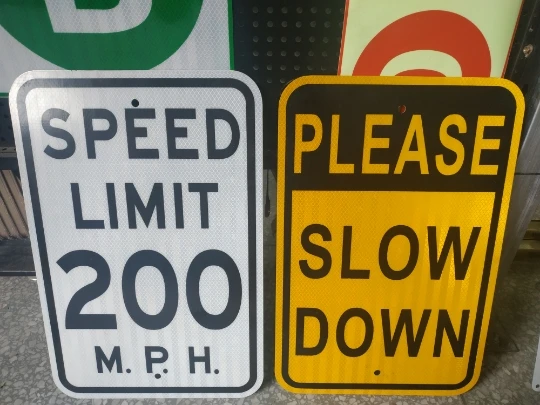 SPEED
LIMIT
200
M. P. H.
PLEASE
SLOW
DOWN